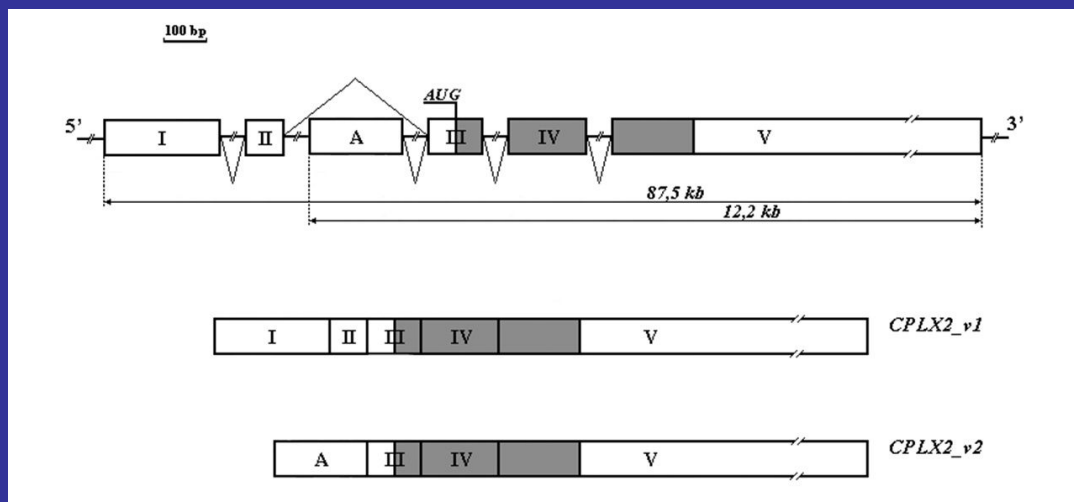 100 bp
AUG
5’ I II A III IV V 3’
87,5 kb
12,2 kb
I II III IV V CPLX2_v1
A III IV V CPLX2_v2